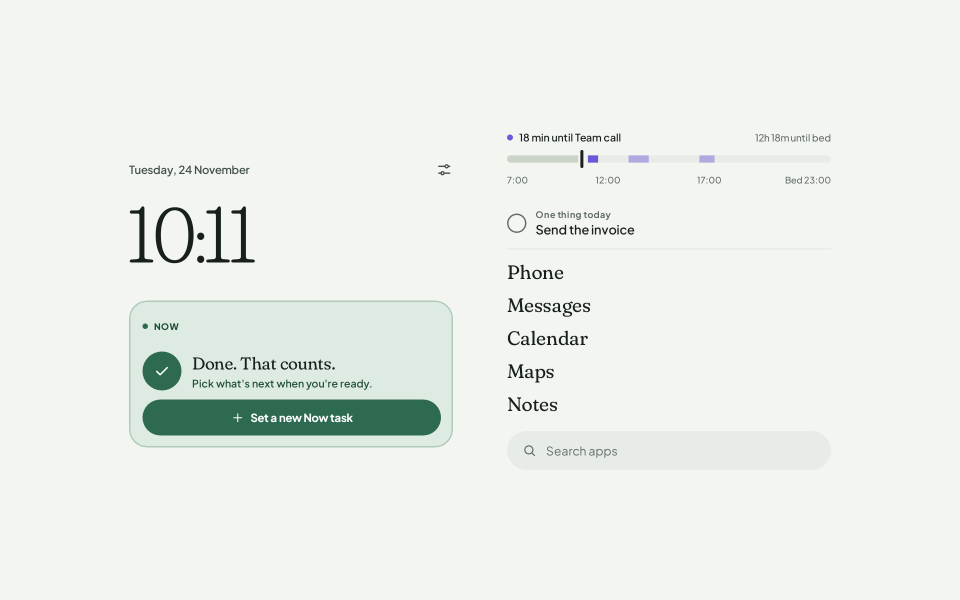 Tuesday, 24 November
10:11
NOW
Done. That counts.
Pick what's next when you're ready.
Set a new Now task
18 min until Team call
12h 18m until bed
7:00
12:00
17:00
Bed 23:00
One thing today
Send the invoice
Phone
Messages
Calendar
Maps
Notes
Search apps